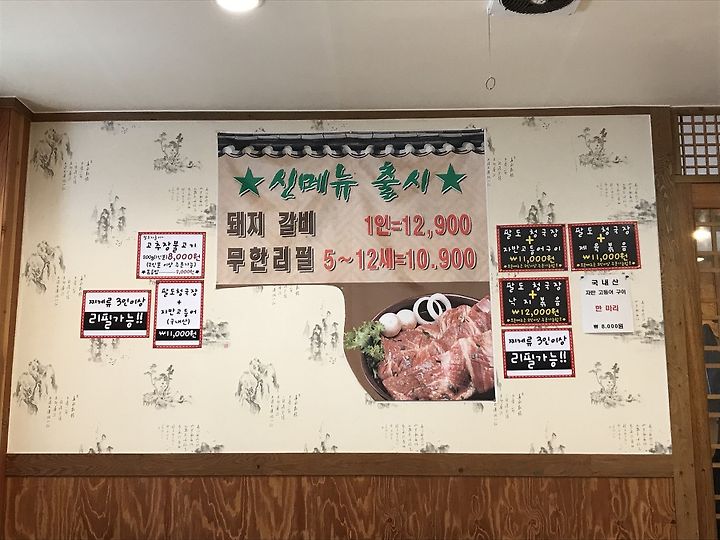 ★신메뉴 출시★
돼지 갈비 1인=12,900
무한리필 5~12세=10.900
고추장불고기
8,000원
찌게류 3인이상
리필가능!!
팔도 청국장
+
자반고등어
(국내산)
₩11,000원
팔도 청국장
+
자반고등어구이
₩11,000원
팔도 청국장
+
제육볶음
₩11,000원
팔도 청국장
+
낙지볶음
₩12,000원
국내산
자반 고등어 구이
한 마리
₩ 8,000원
찌게류 3인이상
리필가능!!